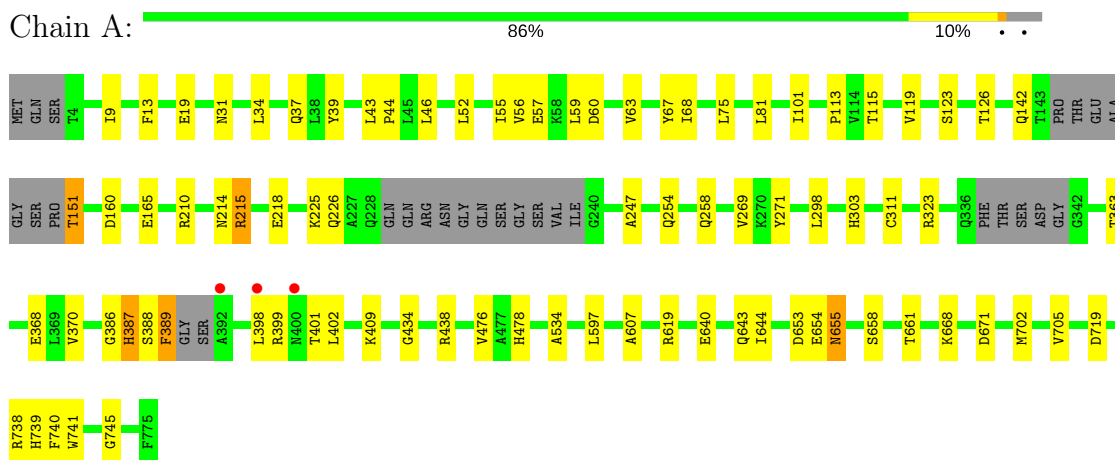 Chain A:
86% 10% • •
MET GLN SER T4 I9 F13 E19 N31 L34 Q37 L38 Y39 L43 P44 L45 L46 L52 I55 V56 E57 K58 L59 D60 V63 Y67 I68 L75 L81 I101 P113 V114 T115 V119 S123 T126 Q142 T143 PRO THR GLU ALA
GLY SER PRO T151 D160 E165 R210 N214 R215 E218 K225 Q226 A227 Q228 GLN GLN ARG ASN GLY GLN SER GLY SER VAL ILE G240 A247 Q254 Q258 V269 K270 Y271 L298 H303 C311 R323 Q336 PHE THR SER ASP GLY G342 T363
E368 L369 V370 G386 H387 S388 F389 GLY SER A392 L398 R399 N400 T401 L402 K409 G434 R438 V476 A477 H478 A534 L597 A607 R619 E640 Q643 I644 D653 E654 N655 S658 T661 K668 D671 M702 V705 D719
R738 H739 F740 W741 G745 F775